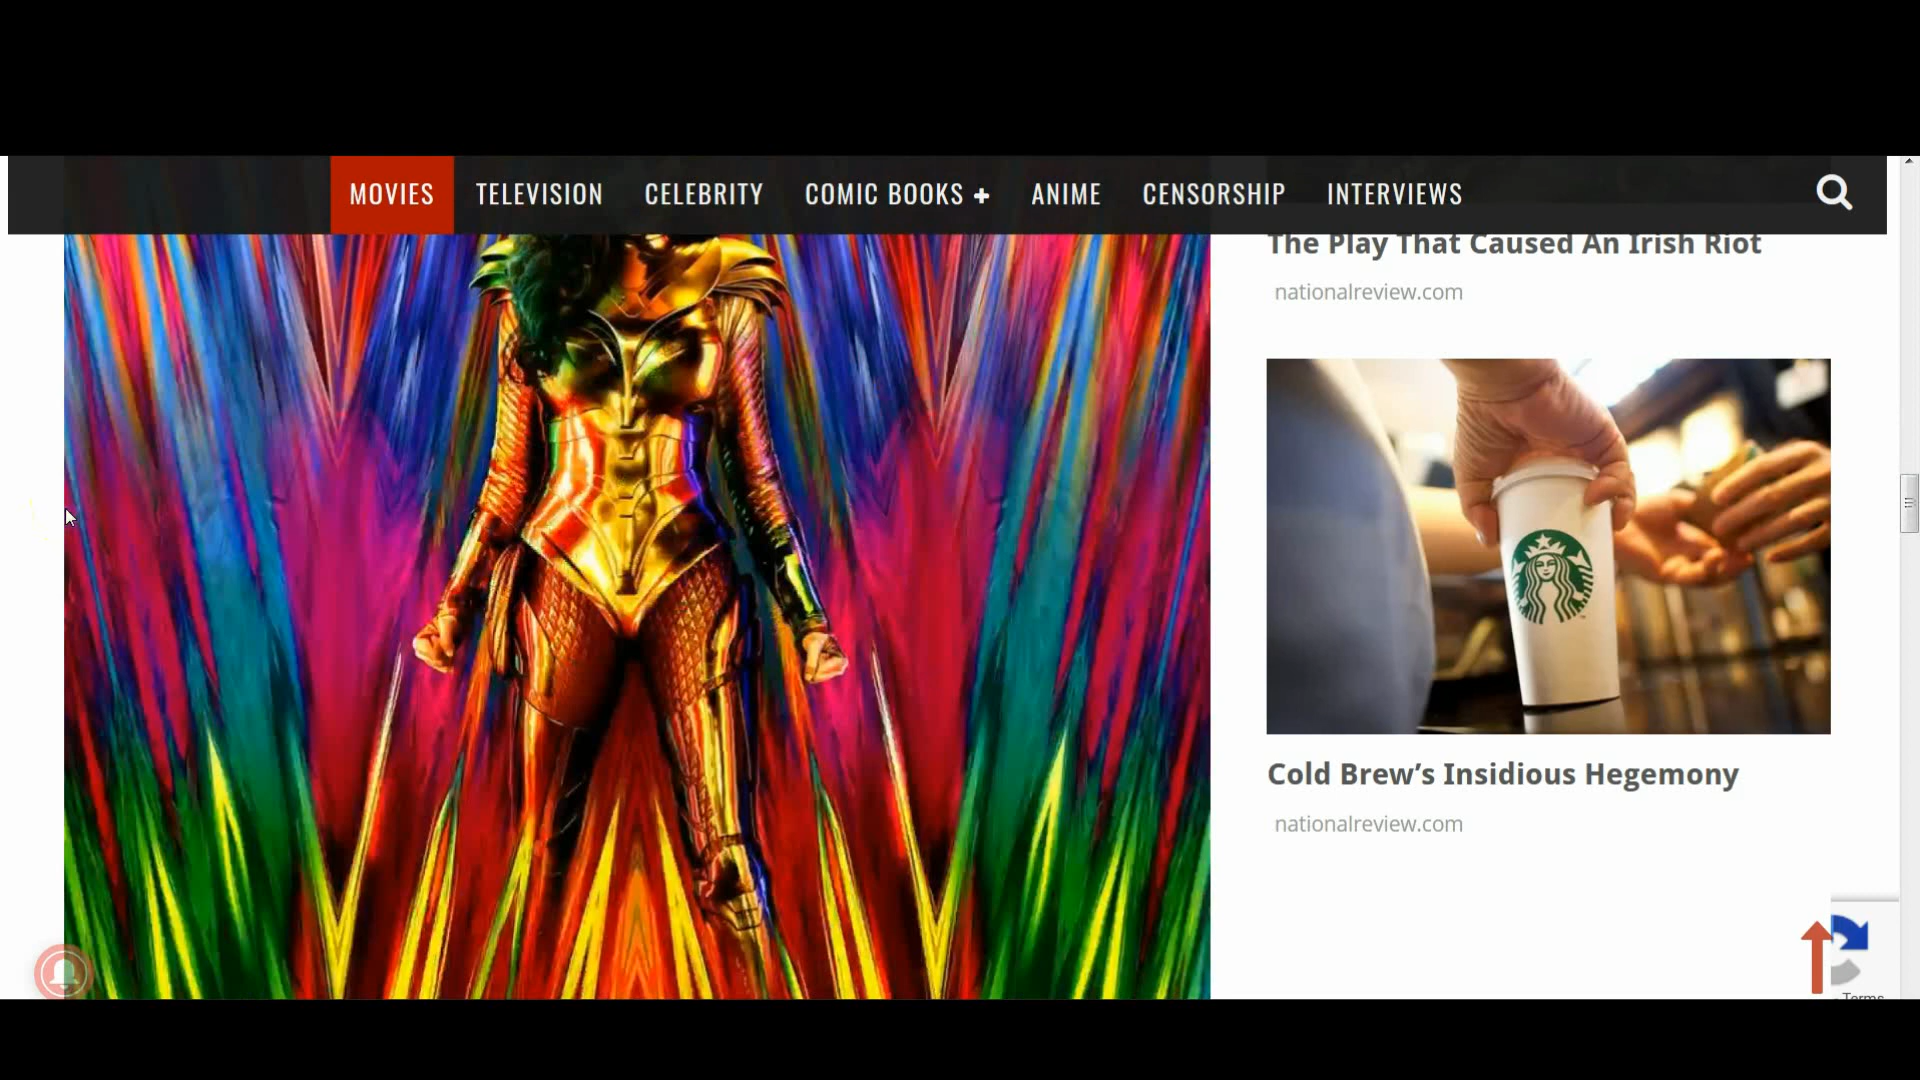 MOVIES TELEVISION CELEBRITY COMIC BOOKS + ANIME CENSORSHIP INTERVIEWS
The Play That Caused An Irish Riot
nationalreview.com
Cold Brew’s Insidious Hegemony
nationalreview.com
- Terms